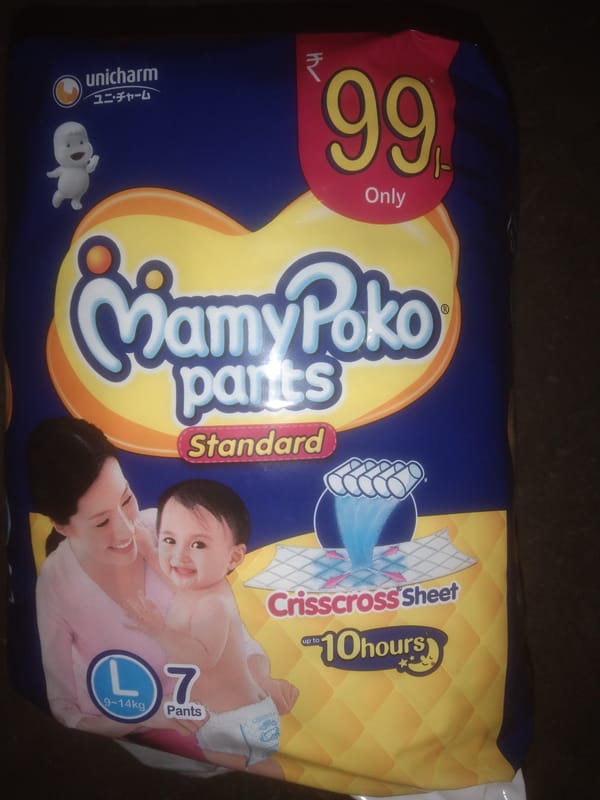 unicharm
ユニ・チャーム
₹
99/-
Only
MamyPoko®
pants
Standard
Crisscross Sheet
up to 10hours
L
9~14kg
7
Pants